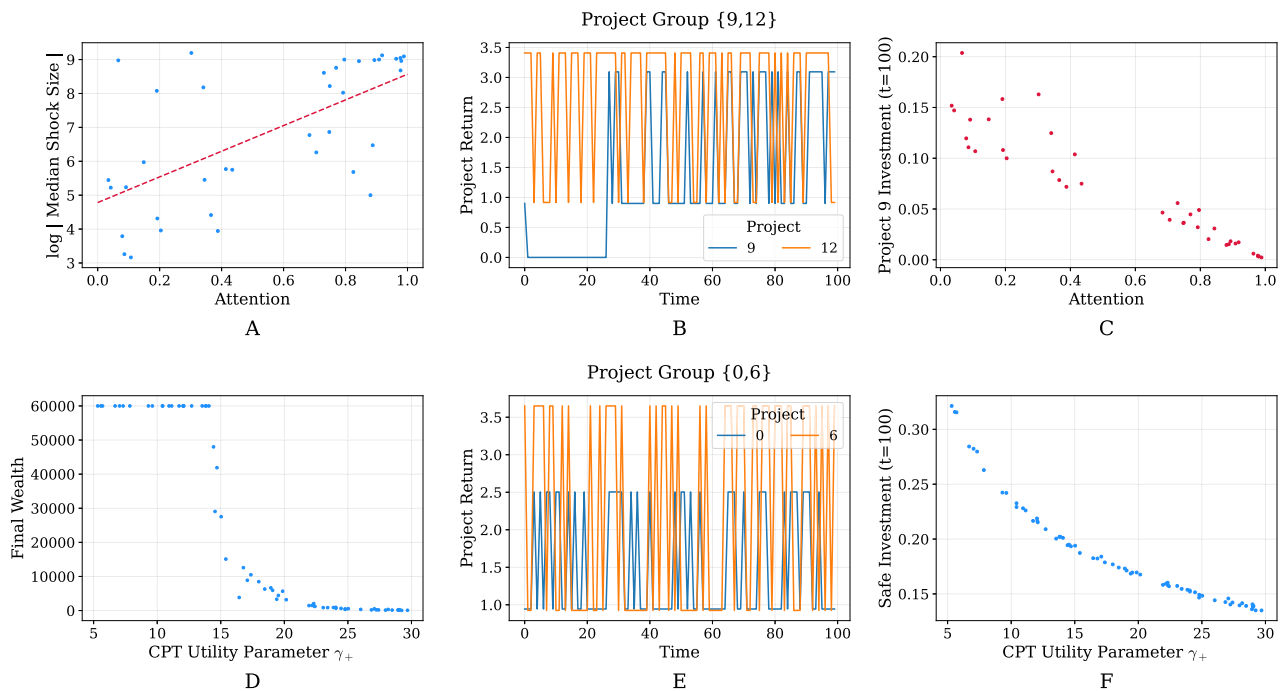 Project Group {9,12}
9
8
7
6
5
4
3
log | Median Shock Size |
0.0 0.2 0.4 0.6 0.8 1.0
Attention
A
3.5
3.0
2.5
2.0
1.5
1.0
0.5
0.0
Project Return
Project
9 12
0 20 40 60 80 100
Time
B
0.20
0.15
0.10
0.05
0.00
Project 9 Investment (t=100)
0.0 0.2 0.4 0.6 0.8 1.0
Attention
C
Project Group {0,6}
60000
50000
40000
30000
20000
10000
0
Final Wealth
5 10 15 20 25 30
CPT Utility Parameter γ₊
D
3.5
3.0
2.5
2.0
1.5
1.0
Project Return
Project
0 6
0 20 40 60 80 100
Time
E
0.30
0.25
0.20
0.15
Safe Investment (t=100)
5 10 15 20 25 30
CPT Utility Parameter γ₊
F